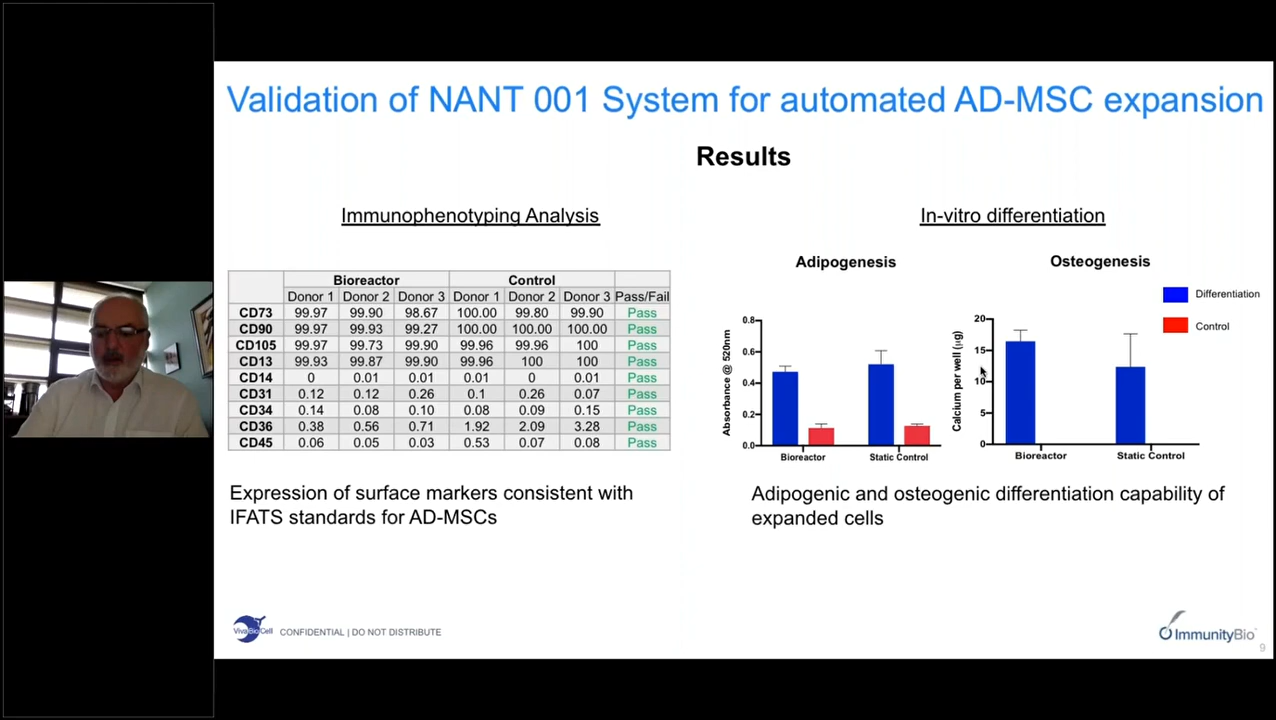 Validation of NANT 001 System for automated AD-MSC expansion
Results
Immunophenotyping Analysis
Bioreactor Control
Donor 1 Donor 2 Donor 3 Donor 1 Donor 2 Donor 3 Pass/Fail
CD73 99.97 99.90 98.67 100.00 99.80 99.90 Pass
CD90 99.97 99.93 99.27 100.00 100.00 100.00 Pass
CD105 99.97 99.73 99.90 99.96 99.96 100 Pass
CD13 99.93 99.87 99.90 99.96 100 100 Pass
CD14 0 0.01 0.01 0.01 0 0.01 Pass
CD31 0.12 0.12 0.26 0.1 0.26 0.07 Pass
CD34 0.14 0.08 0.10 0.08 0.09 0.15 Pass
CD36 0.38 0.56 0.71 1.92 2.09 3.28 Pass
CD45 0.06 0.05 0.03 0.53 0.07 0.08 Pass
Expression of surface markers consistent with
IFATS standards for AD-MSCs
In-vitro differentiation
Adipogenesis
Absorbance @ 520nm
0.8
0.6
0.4
0.2
0.0
Bioreactor Static Control
Osteogenesis
Calcium per well (µg)
20
15
10
5
0
Bioreactor Static Control
Differentiation
Control
Adipogenic and osteogenic differentiation capability of
expanded cells
VivaBioCell
CONFIDENTIAL | DO NOT DISTRIBUTE
ImmunityBio™
9